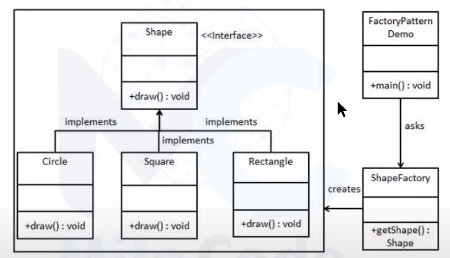 Shape
<<Interface>>
+draw() : void
implements
implements
implements
Circle
+draw() : void
Square
+draw() : void
Rectangle
+draw() : void
FactoryPattern
Demo
+main() : void
asks
creates
ShapeFactory
+getShape() :
Shape